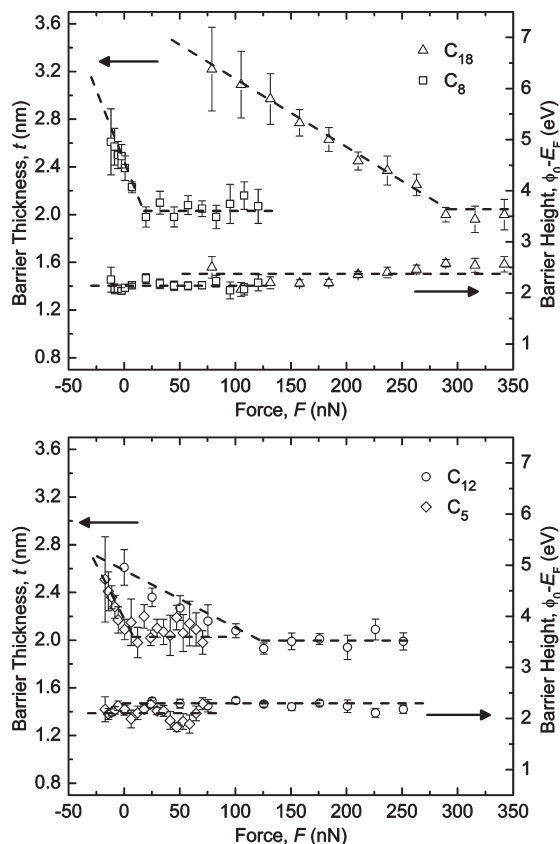 3.6
3.2
2.8
2.4
2.0
1.6
1.2
0.8
Barrier Thickness, t (nm)
C18
C8
7
6
5
4
3
2
1
Barrier Height, ϕ0-EF (eV)
-50 0 50 100 150 200 250 300 350
Force, F (nN)
3.6
3.2
2.8
2.4
2.0
1.6
1.2
0.8
Barrier Thickness, t (nm)
C12
C5
7
6
5
4
3
2
1
Barrier Height, ϕ0-EF (eV)
-50 0 50 100 150 200 250 300 350
Force, F (nN)